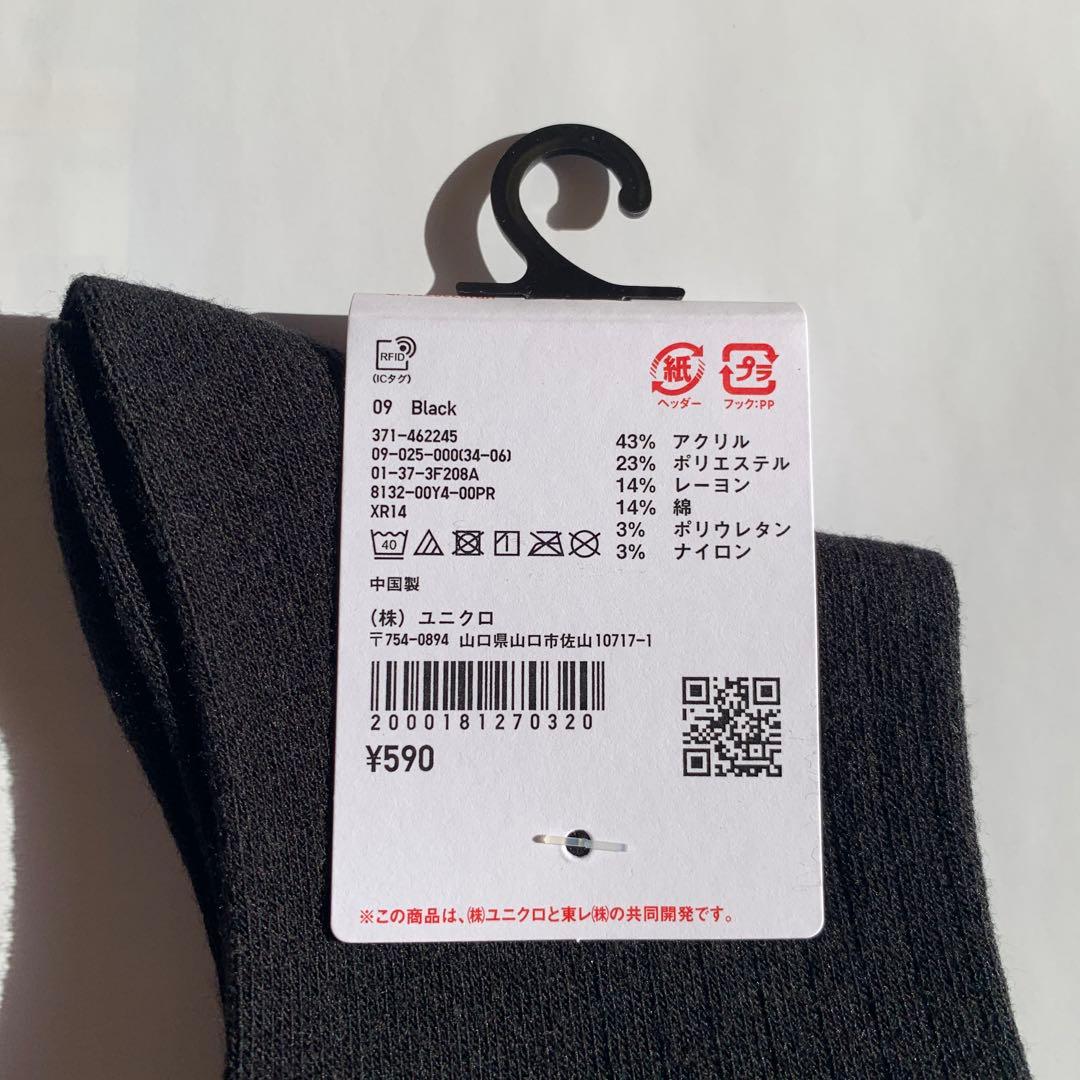 RFID
(ICタグ)
紙
ヘッダー
プラ
フック:PP
09 Black
371-462245
09-025-000(34-06)
01-37-3F208A
8132-00Y4-00PR
XR14
43% アクリル
23% ポリエステル
14% レーヨン
14% 綿
3% ポリウレタン
3% ナイロン
40
中国製
(株) ユニクロ
〒754-0894 山口県山口市佐山10717-1
2000181270320
¥590
※この商品は、㈱ユニクロと東レ㈱の共同開発です。